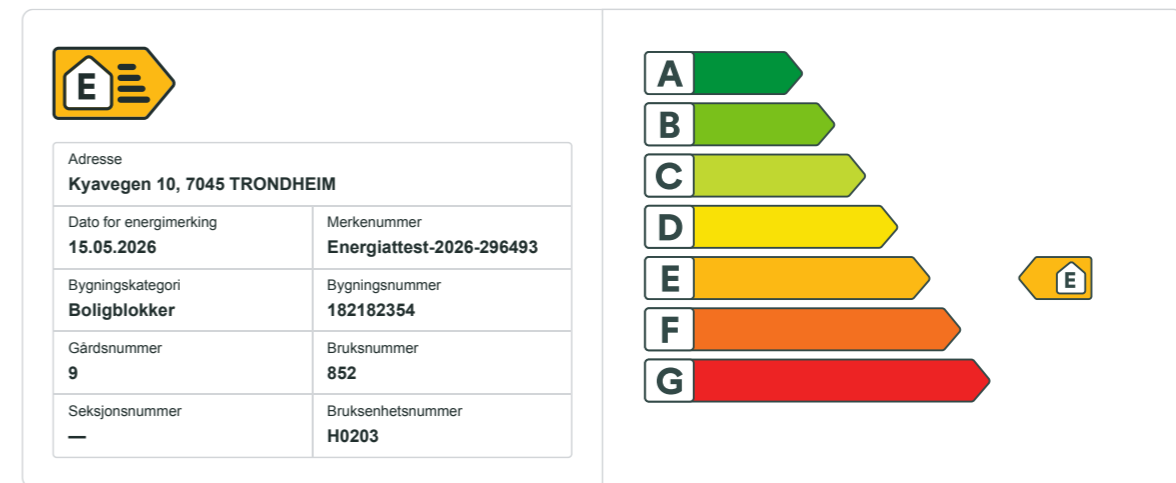 E
Adresse
Kyavegen 10, 7045 TRONDHEIM
Dato for energimerking
15.05.2026
Merkenummer
Energiattest-2026-296493
Bygningskategori
Boligblokker
Bygningsnummer
182182354
Gårdsnummer
9
Bruksnummer
852
Seksjonsnummer
—
Bruksenhetsnummer
H0203
A
B
C
D
E
E
F
G